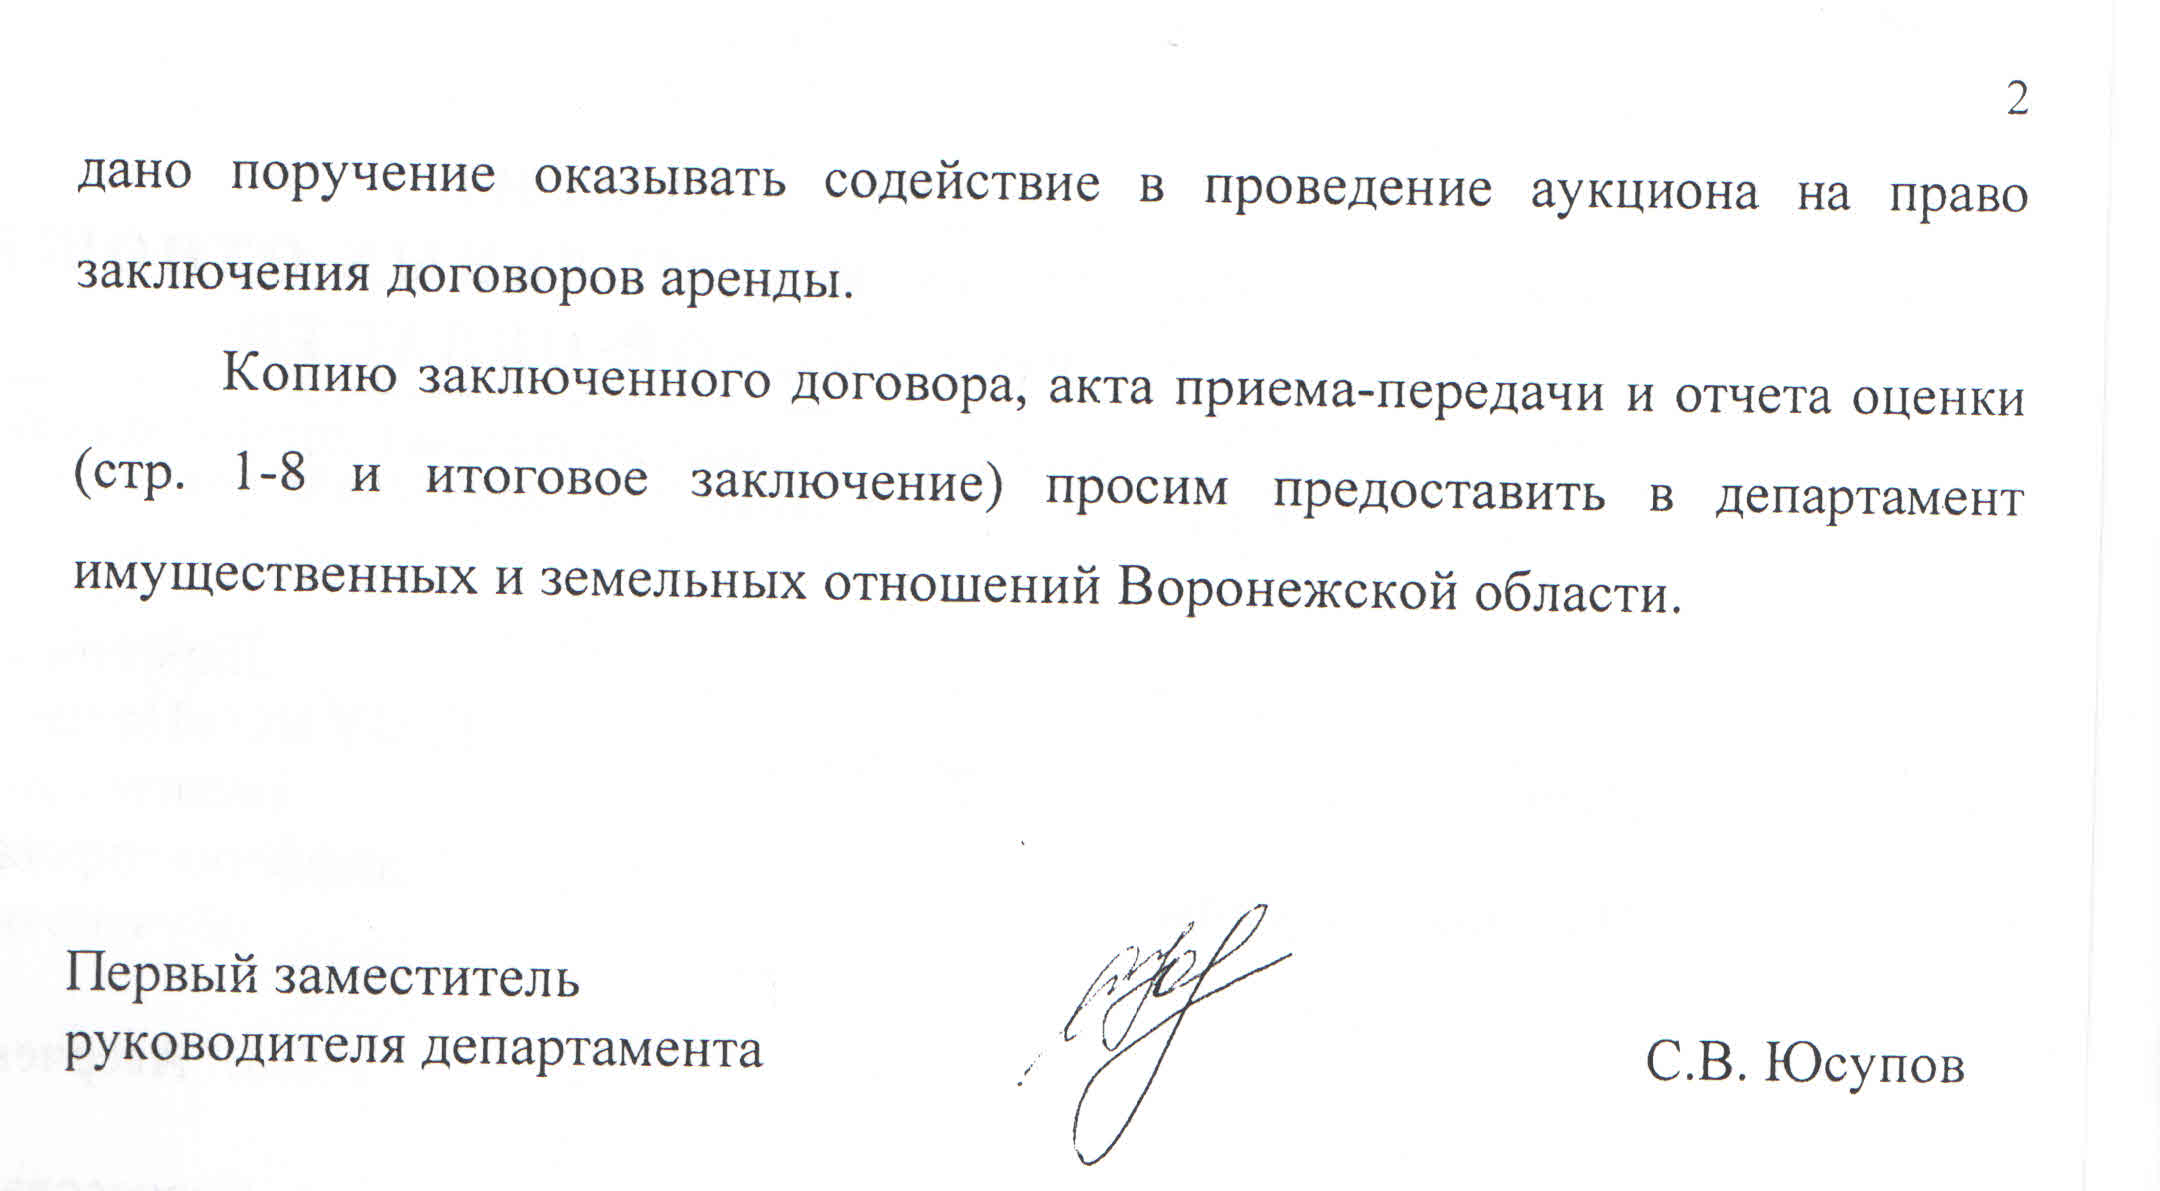 2
дано поручение оказывать содействие в проведение аукциона на право
заключения договоров аренды.
Копию заключенного договора, акта приема-передачи и отчета оценки
(стр. 1-8 и итоговое заключение) просим предоставить в департамент
имущественных и земельных отношений Воронежской области.
Первый заместитель
руководителя департамента
С.В. Юсупов